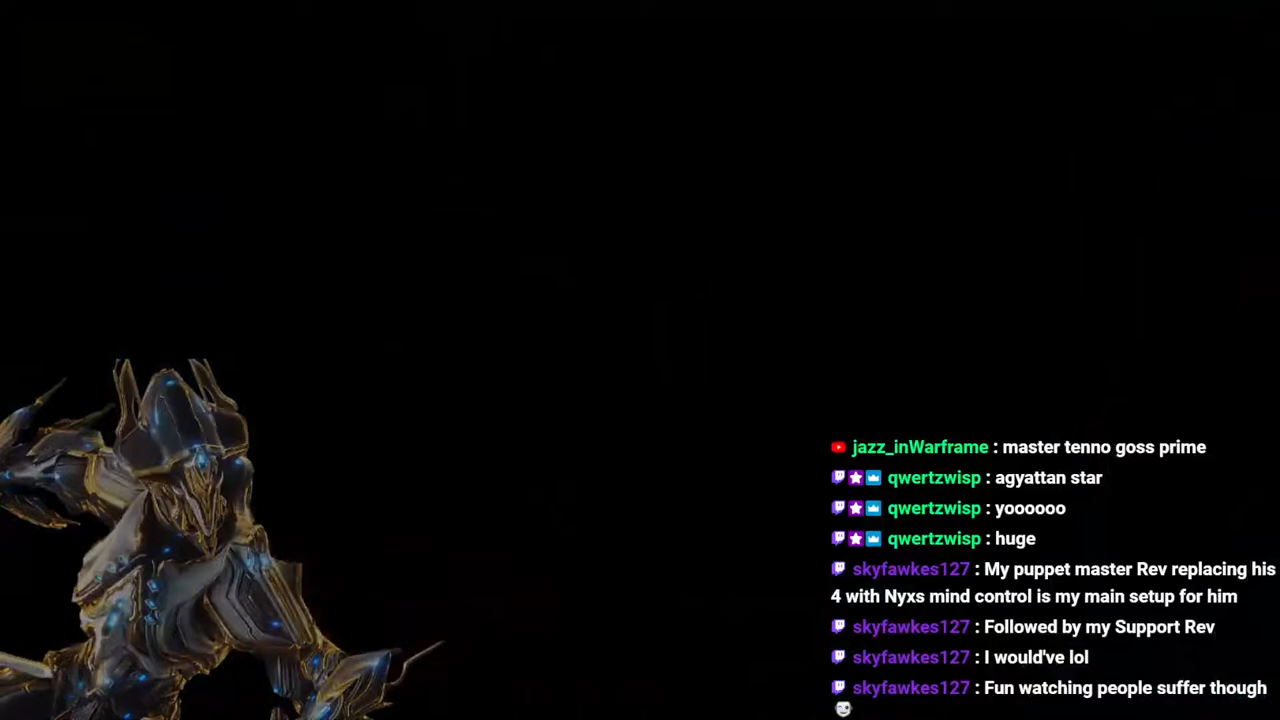 jazz_inWarframe : master tenno goss prime
qwertzwisp : agyattan star
qwertzwisp : yoooooo
qwertzwisp : huge
skyfawkes127 : My puppet master Rev replacing his
4 with Nyxs mind control is my main setup for him
skyfawkes127 : Followed by my Support Rev
skyfawkes127 : I would've lol
skyfawkes127 : Fun watching people suffer though